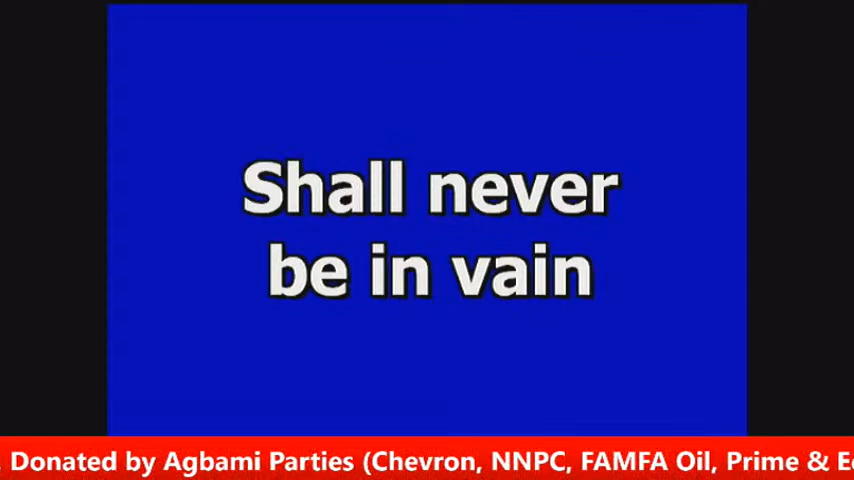 Shall never
be in vain
. Donated by Agbami Parties (Chevron, NNPC, FAMFA Oil, Prime &